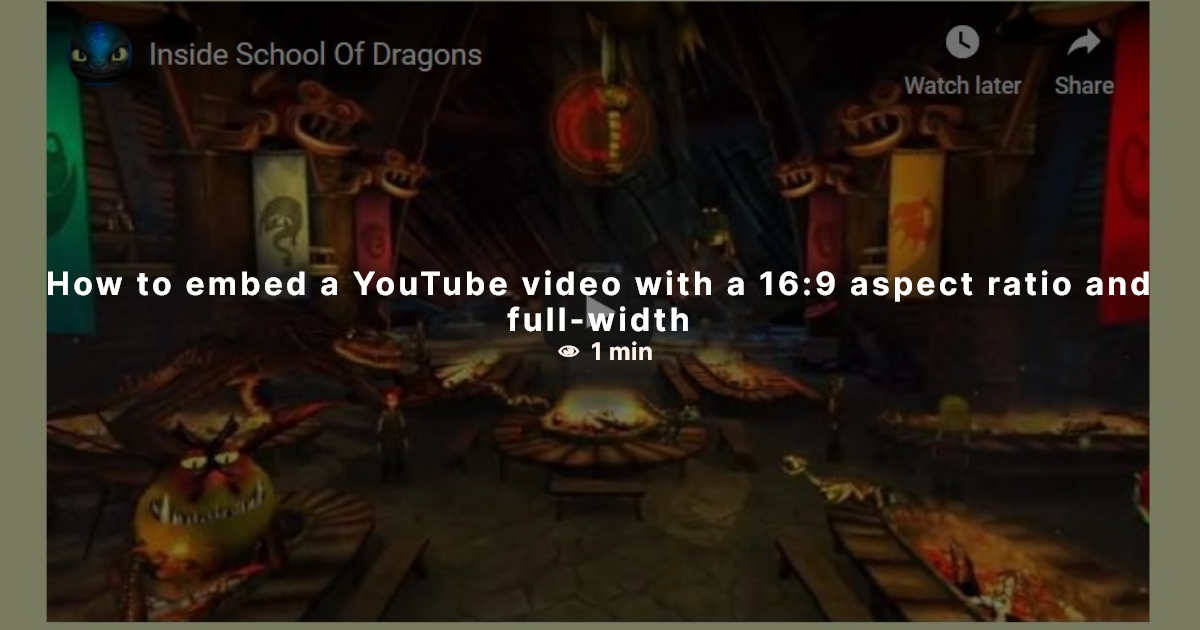 Inside School Of Dragons
Watch later
Share
How to embed a YouTube video with a 16:9 aspect ratio and
full-width
1 min